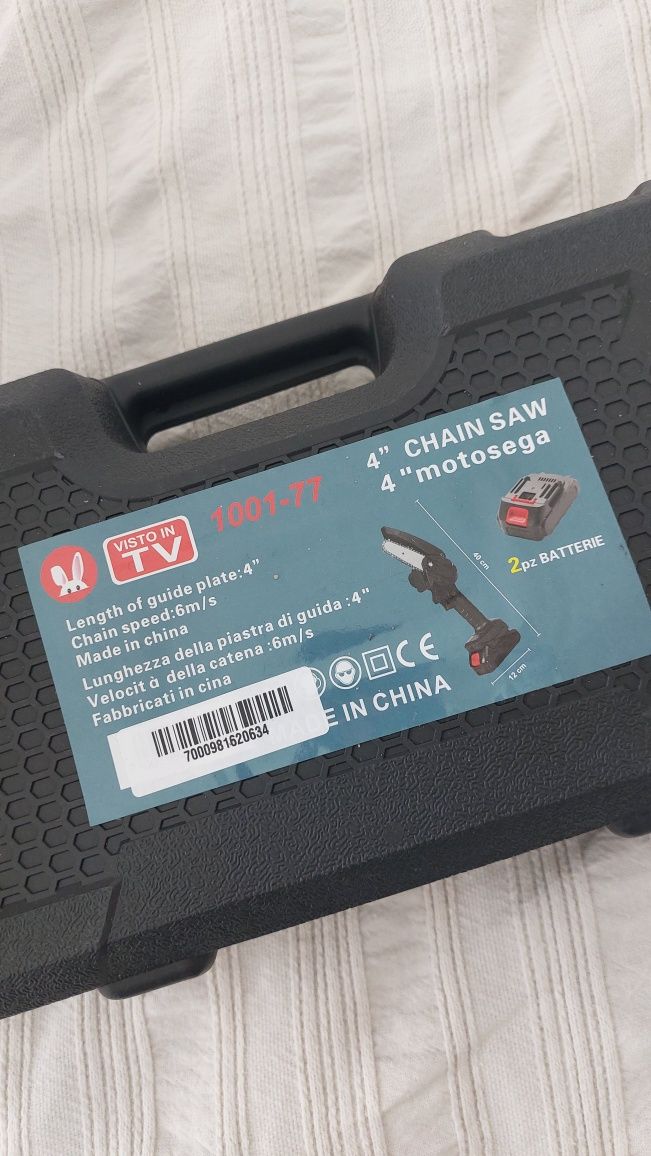 VISTO IN
TV
1001-77
4" CHAIN SAW
4"motosega
Length of guide plate:4"
Chain speed:6m/s
Made in china
Lunghezza della piastra di guida :4"
Velocit à della catena :6m/s
Fabbricati in cina
40 cm
12 cm
2pz BATTERIE
CE
E IN CHINA
7000981620634